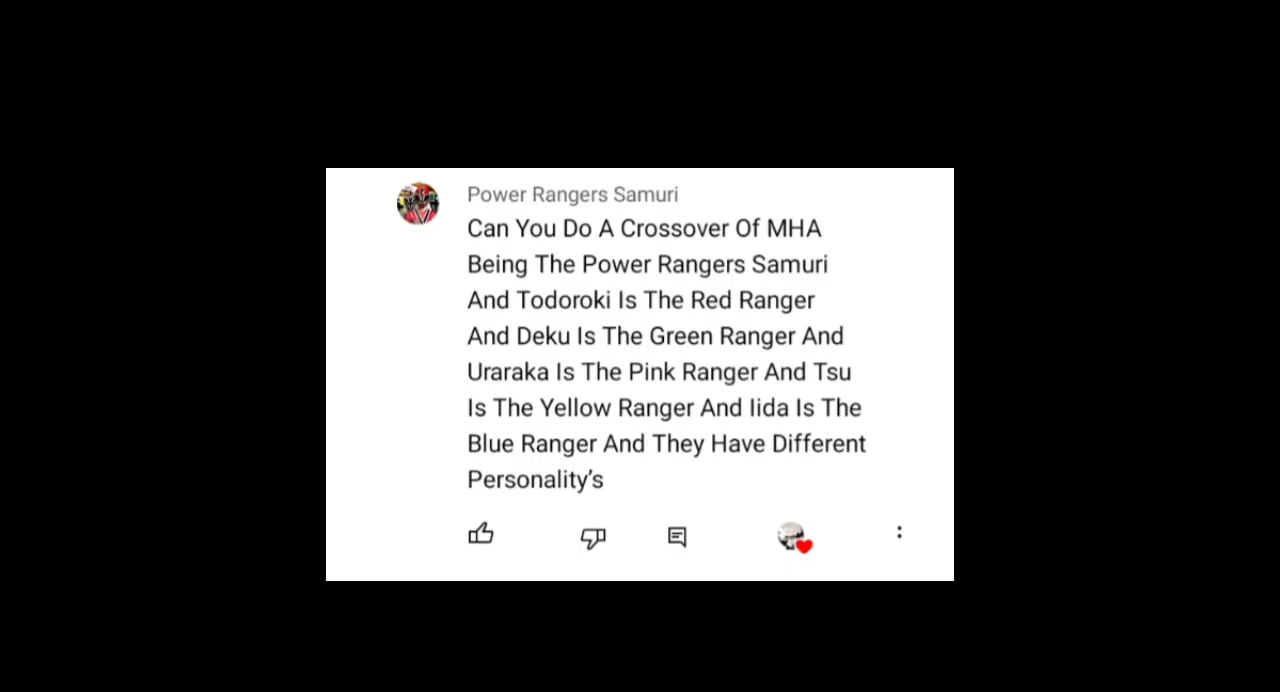 Power Rangers Samuri
Can You Do A Crossover Of MHA
Being The Power Rangers Samuri
And Todoroki Is The Red Ranger
And Deku Is The Green Ranger And
Uraraka Is The Pink Ranger And Tsu
Is The Yellow Ranger And Iida Is The
Blue Ranger And They Have Different
Personality’s